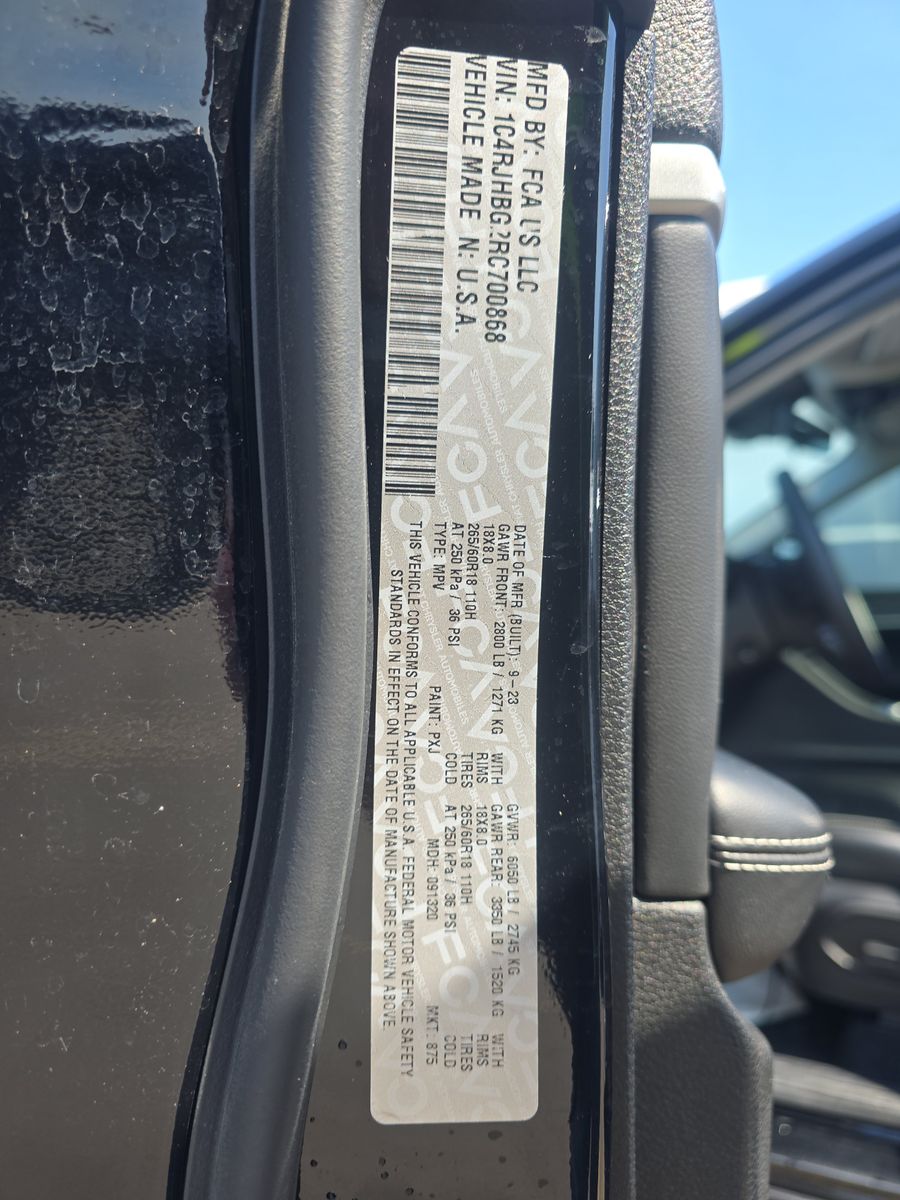 MFD BY: FCA US LLC
DATE OF MFR (BUILT): 9-23
GVWR: 6050 LB / 2745 KG
GAWR FRONT: 2800 LB / 1271 KG WITH
GAWR REAR: 3350 LB / 1520 KG WITH
18X8.0 RIMS
18X8.0 RIMS
265/60R18 110H TIRES
265/60R18 110H TIRES
AT 250 kPa / 36 PSI COLD
AT 250 kPa / 36 PSI COLD
VIN: 1C4RJHBG2RC700868
TYPE: MPV
PAINT: PXJ
MDH: 091320
MKT: 875
VEHICLE MADE IN: U.S.A.
THIS VEHICLE CONFORMS TO ALL APPLICABLE U.S.A. FEDERAL MOTOR VEHICLE SAFETY
STANDARDS IN EFFECT ON THE DATE OF MANUFACTURE SHOWN ABOVE.